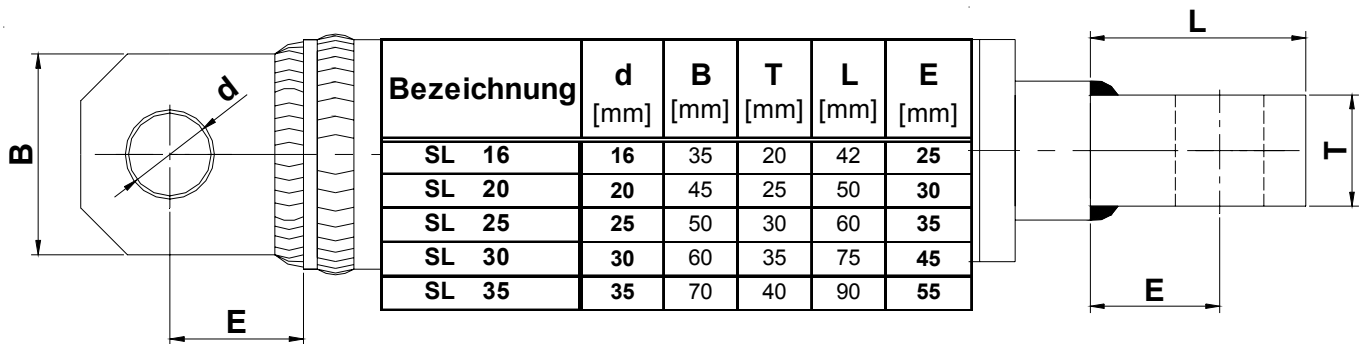 L
Bezeichnung d B T L E
[mm] [mm] [mm] [mm] [mm]
SL 16 16 35 20 42 25
SL 20 20 45 25 50 30
SL 25 25 50 30 60 35
SL 30 30 60 35 75 45
SL 35 35 70 40 90 55
d
B
T
E
E